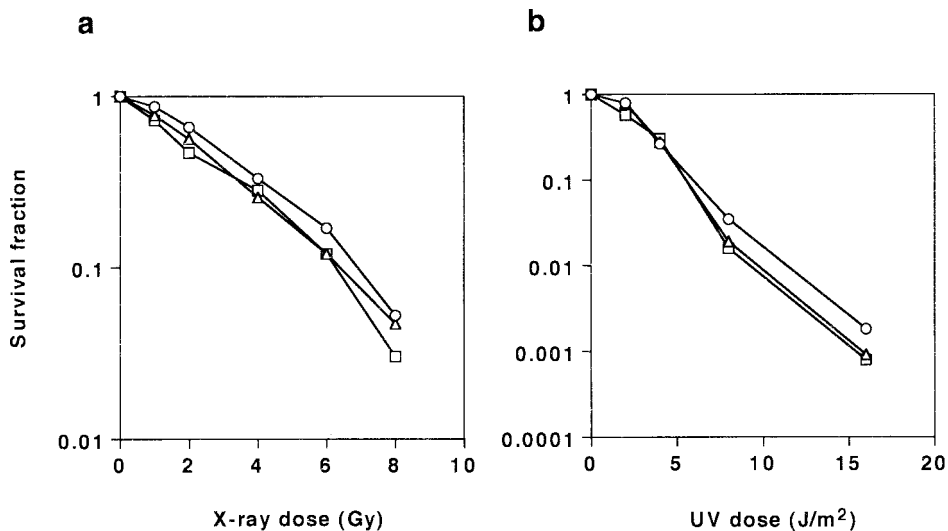 a
b
Survival fraction
1
0.1
0.01
0 2 4 6 8 10
X-ray dose (Gy)
1
0.1
0.01
0.001
0.0001
0 5 10 15 20
UV dose (J/m²)